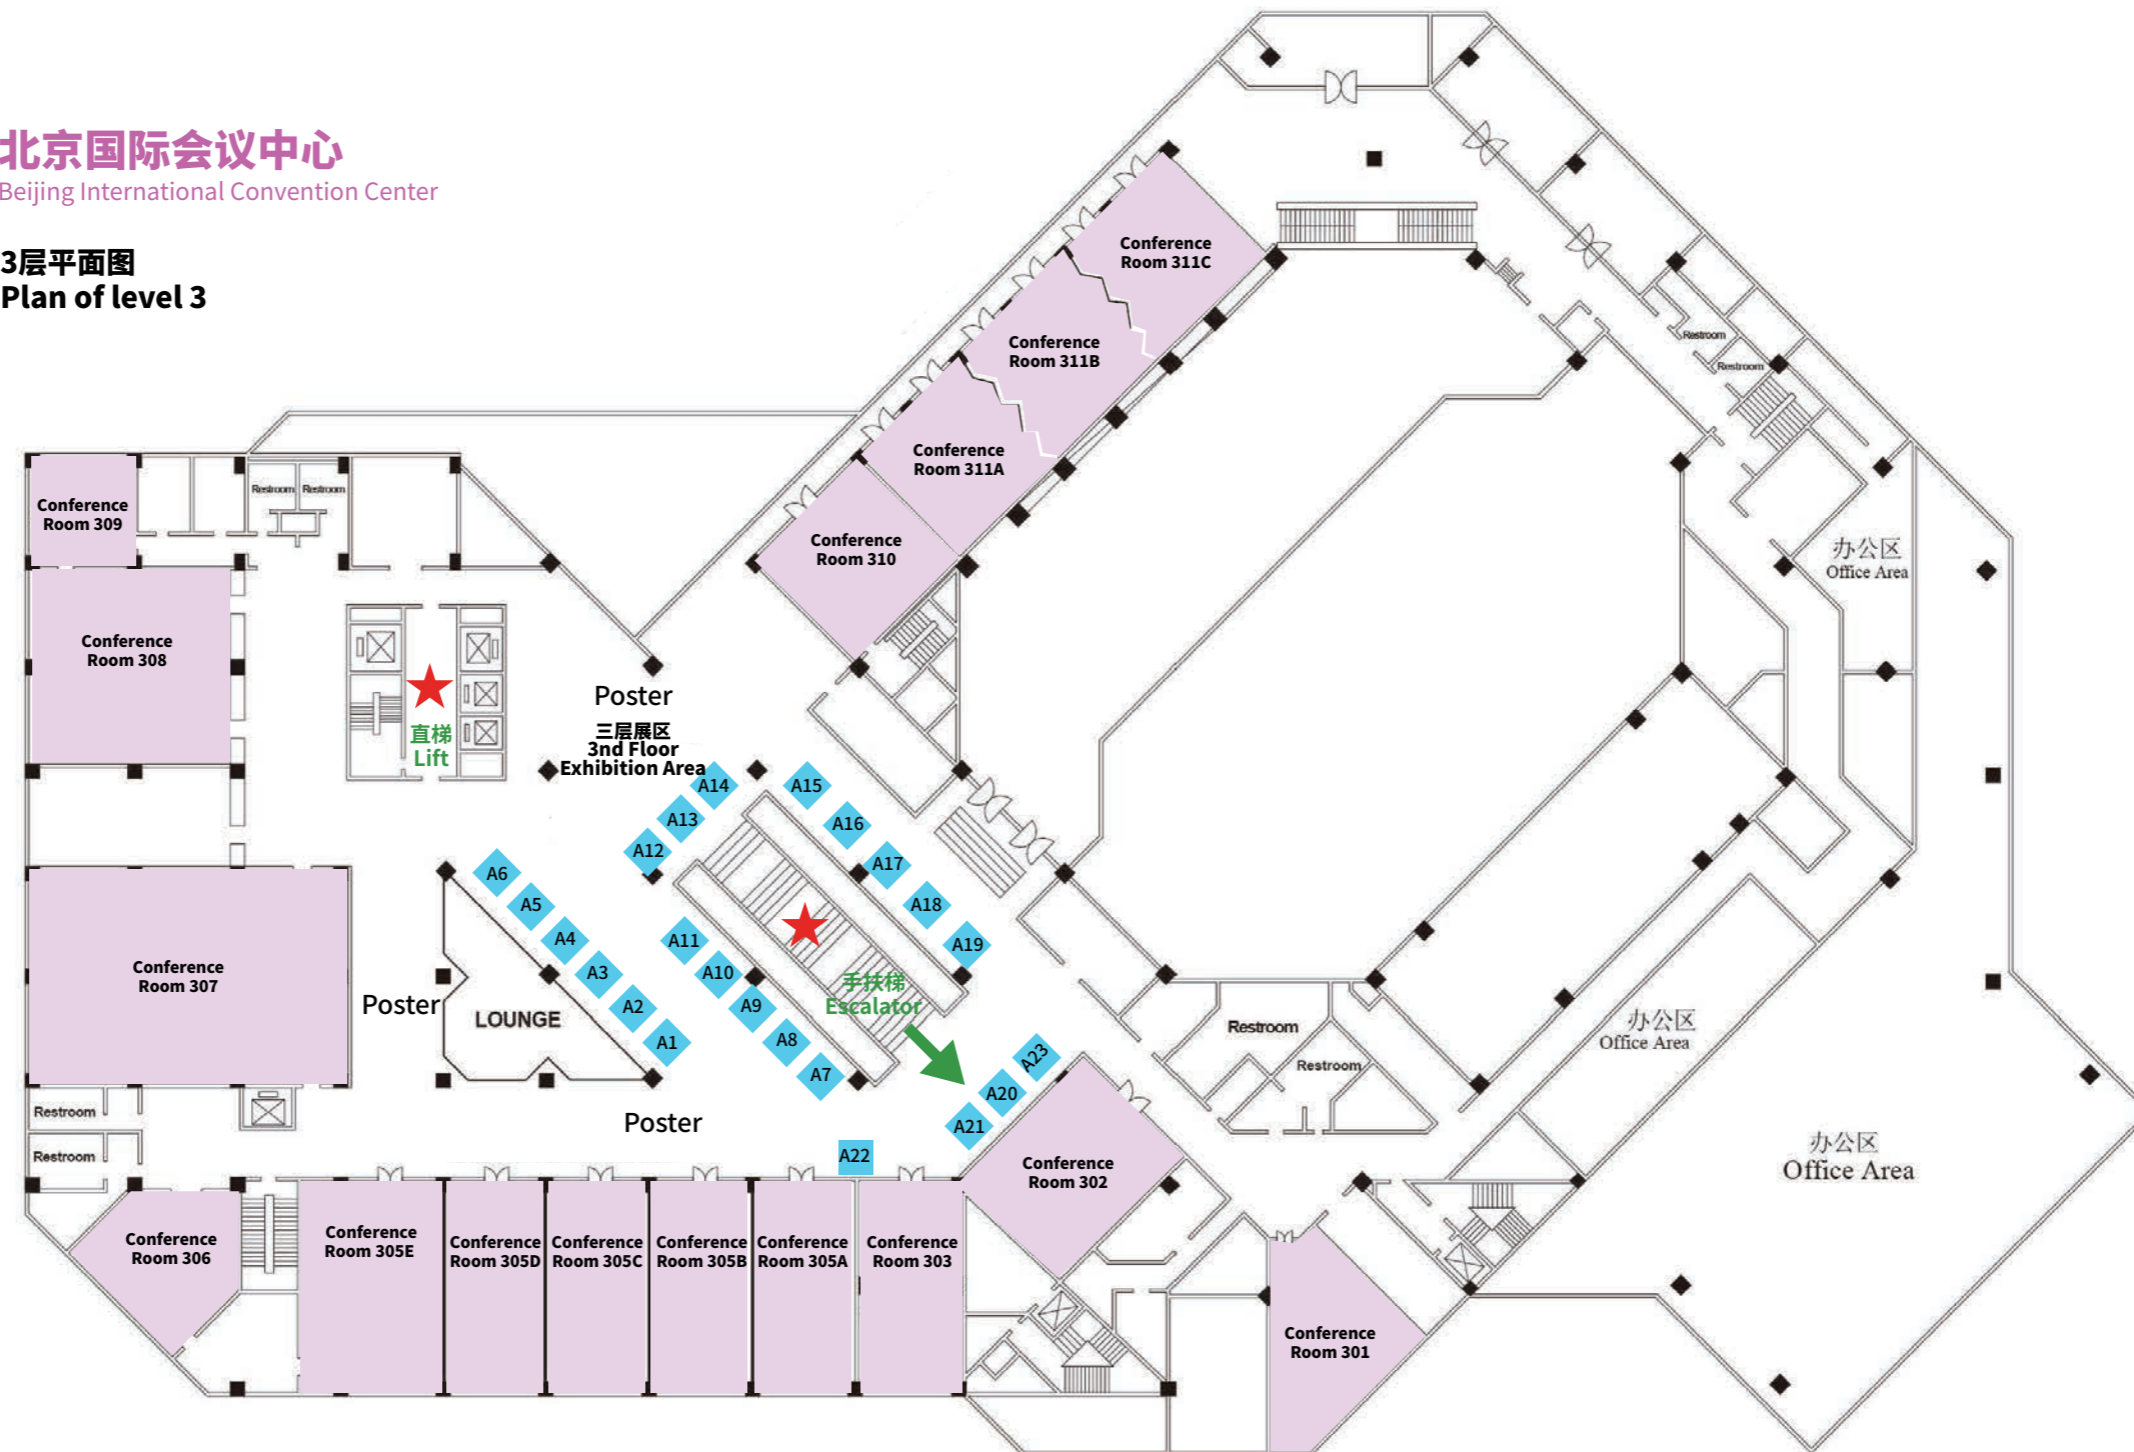 北京国际会议中心
Beijing International Convention Center
3层平面图
Plan of level 3
Conference
Room 311C
Conference
Room 311B
Conference
Room 311A
Conference
Room 310
Restroom
Restroom
Conference
Room 309
Restroom
Restroom
Conference
Room 308
办公区
Office Area
直梯
Lift
Poster
三层展区
3nd Floor
Exhibition Area
A14
A13
A12
A15
A16
A17
A18
A19
A6
A5
A4
A3
A2
A1
A11
A10
A9
A8
A7
手扶梯
Escalator
Conference
Room 307
Poster
LOUNGE
Poster
A23
A20
A21
A22
Restroom
Restroom
办公区
Office Area
办公区
Office Area
Restroom
Restroom
Conference
Room 306
Conference
Room 305E
Conference
Room 305D
Conference
Room 305C
Conference
Room 305B
Conference
Room 305A
Conference
Room 303
Conference
Room 302
Conference
Room 301